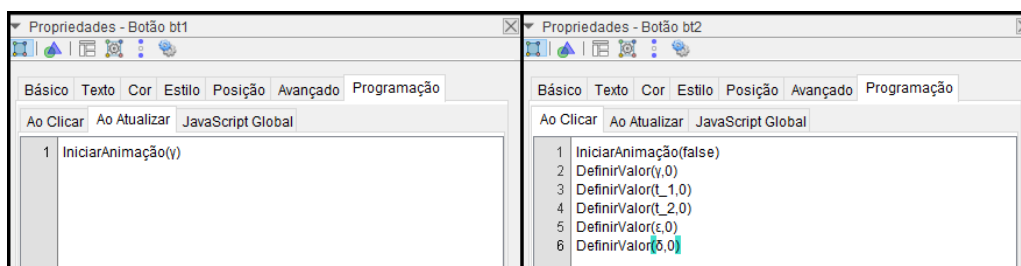 Propriedades - Botão bt1
Básico Texto Cor Estilo Posição Avançado Programação
Ao Clicar Ao Atualizar JavaScript Global
1 IniciarAnimação(γ)
Propriedades - Botão bt2
Básico Texto Cor Estilo Posição Avançado Programação
Ao Clicar Ao Atualizar JavaScript Global
1 IniciarAnimação(false)
2 DefinirValor(γ,0)
3 DefinirValor(t_1,0)
4 DefinirValor(t_2,0)
5 DefinirValor(ε,0)
6 DefinirValor(δ,0)